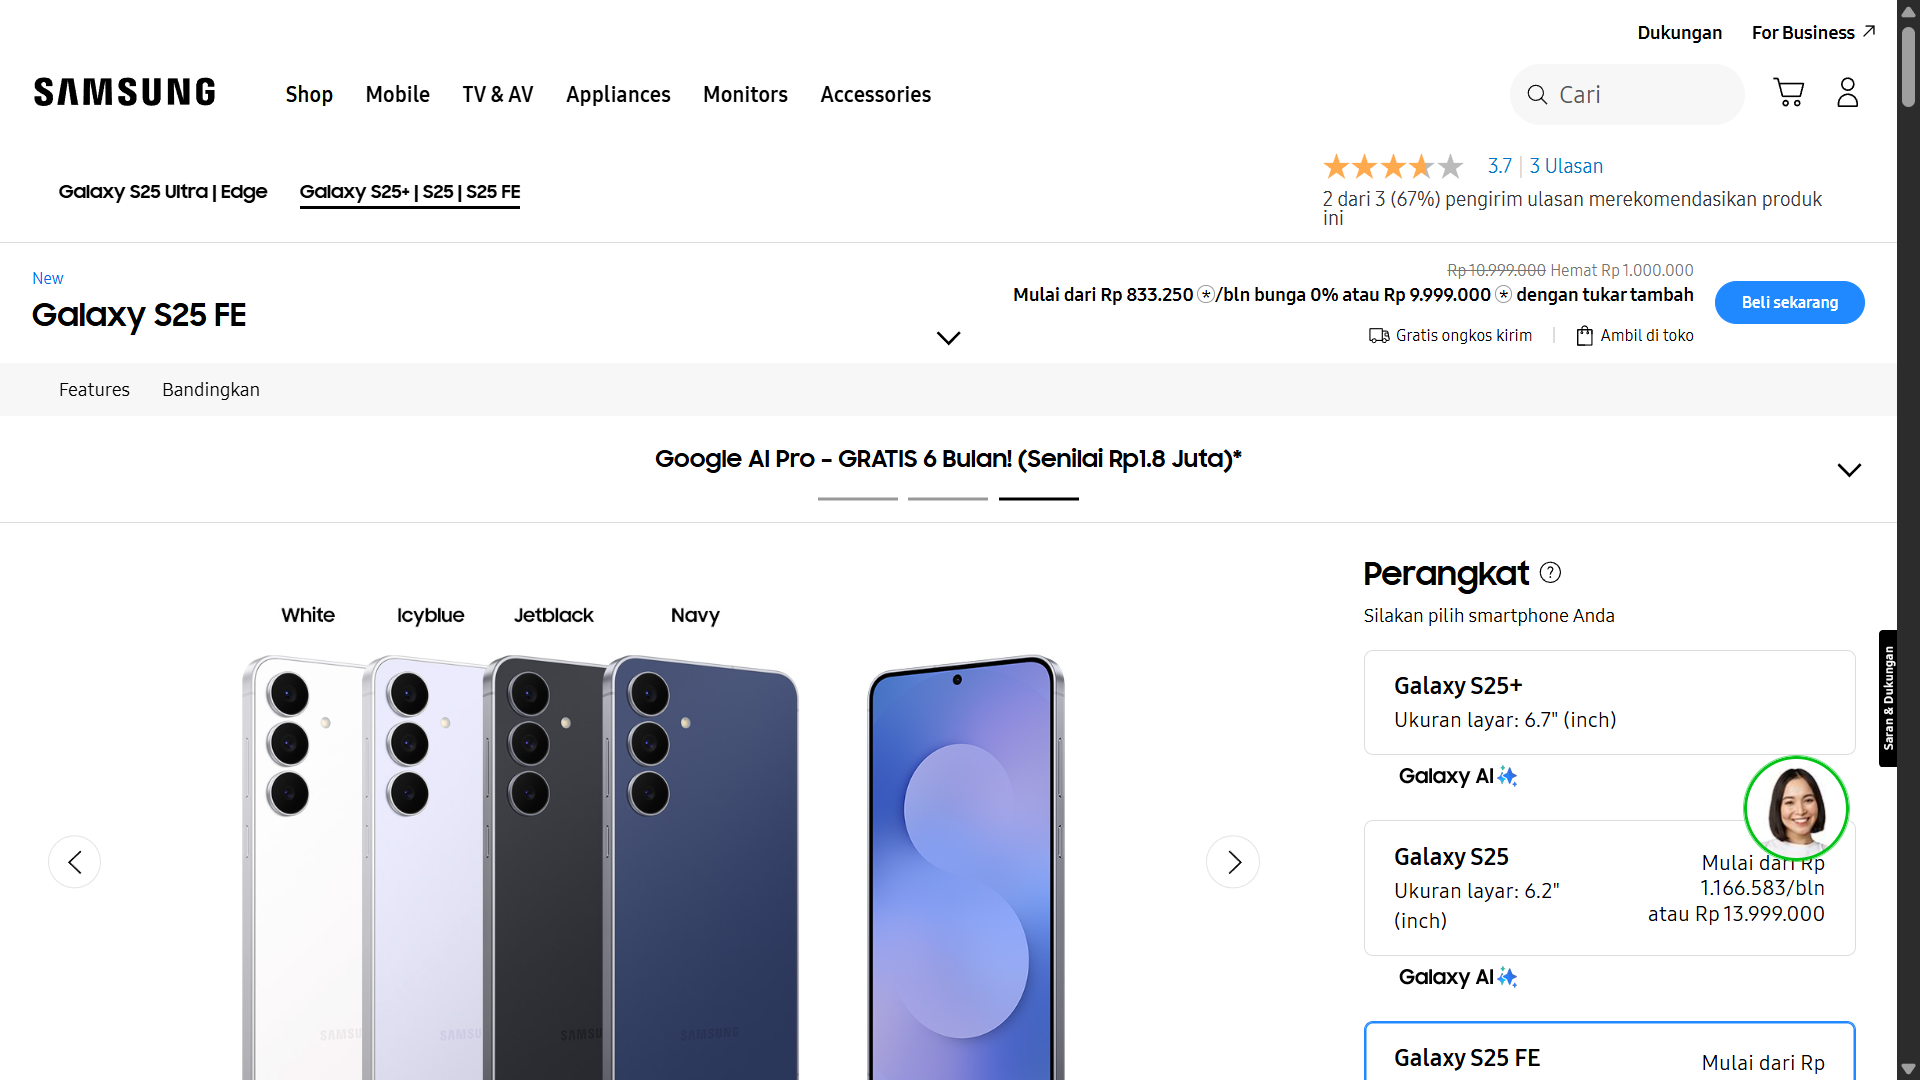 Dukungan
For Business
SAMSUNG
Shop
Mobile
TV & AV
Appliances
Monitors
Accessories
Cari
Galaxy S25 Ultra | Edge
Galaxy S25+ | S25 | S25 FE
3.7
3 Ulasan
2 dari 3 (67%) pengirim ulasan merekomendasikan produk
ini
New
Galaxy S25 FE
Rp 10.999.000 Hemat Rp 1.000.000
Mulai dari Rp 833.250 (*)/bln bunga 0% atau Rp 9.999.000 (*) dengan tukar tambah
Gratis ongkos kirim
Ambil di toko
Beli sekarang
Features
Bandingkan
Google AI Pro – GRATIS 6 Bulan! (Senilai Rp1.8 Juta)*
White
Icyblue
Jetblack
Navy
SAMSU
SAMSU
SAMSU
SAMSUNG
Perangkat
Silakan pilih smartphone Anda
Galaxy S25+
Ukuran layar: 6.7" (inch)
Galaxy AI
Galaxy S25
Ukuran layar: 6.2"
(inch)
Mulai dari Rp
1.166.583/bln
atau Rp 13.999.000
Galaxy AI
Galaxy S25 FE
Mulai dari Rp
Saran & Dukungan